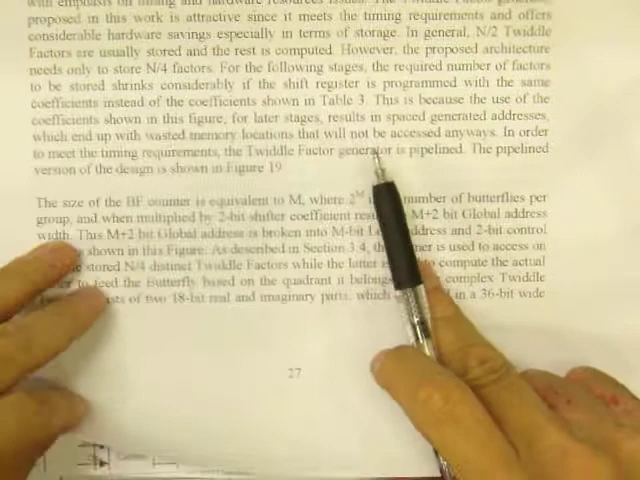 with emphasis on timing and hardware resources issues. The Twiddle Factor
proposed in this work is attractive since it meets the timing requirements and offers
considerable hardware savings especially in terms of storage. In general, N/2 Twiddle
Factors are usually stored and the rest is computed. However, the proposed architecture
needs only to store N/4 factors. For the following stages, the required number of factors
to be stored shrinks considerably if the shift register is programmed with the same
coefficients instead of the coefficients shown in Table 3. This is because the use of the
coefficients shown in this figure, for later stages, results in spaced generated addresses,
which end up with wasted memory locations that will not be accessed anyways. In order
to meet the timing requirements, the Twiddle Factor generator is pipelined. The pipelined
version of the design is shown in Figure 19
The size of the BF counter is equivalent to M, where 2^M number of butterflies per
group, and when multiplied by 2-bit shifter coefficient M+2 bit Global address
width. This M+2 bit Global address is broken into M-bit and 2-bit control
shown in this Figure. As described in Section 3.4, the is used to access on
stored N/4 distinct Twiddle Factors while the latter to compute the actual
to feed the Butterfly based on the quadrant it complex Twiddle
of two 18-bit real and imaginary parts, in a 36-bit wide
27